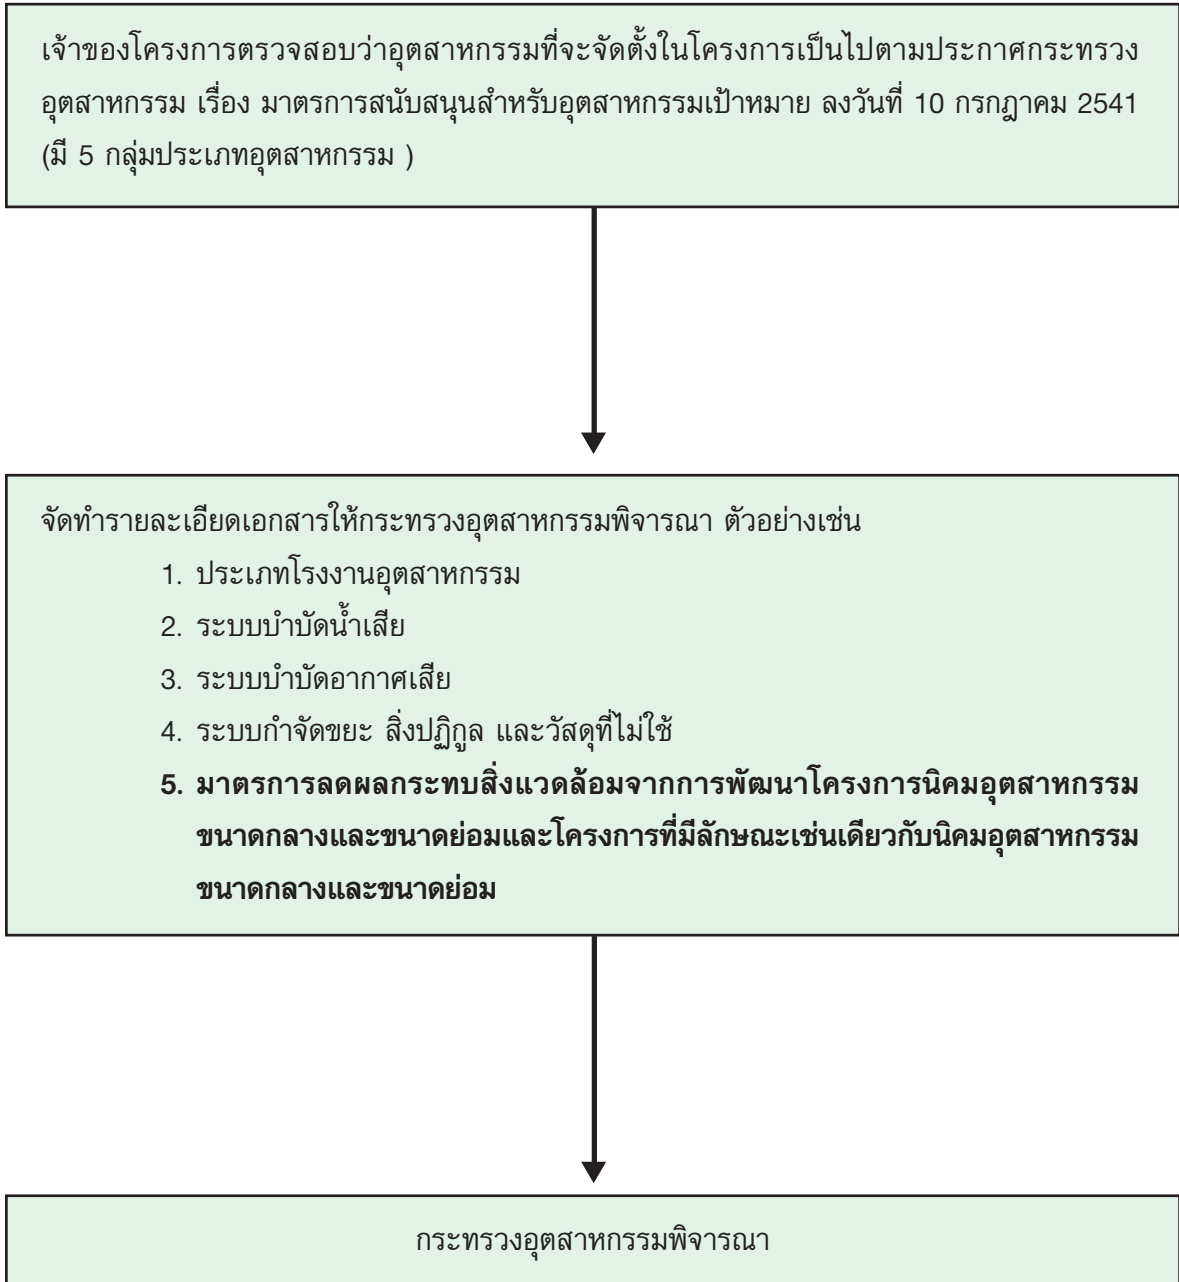 เจ้าของโครงการตรวจสอบว่าอุตสาหกรรมที่จะจัดตั้งในโครงการเป็นไปตามประกาศกระทรวง
อุตสาหกรรม เรื่อง มาตรการสนับสนุนสำหรับอุตสาหกรรมเป้าหมาย ลงวันที่ 10 กรกฎาคม 2541
(มี 5 กลุ่มประเภทอุตสาหกรรม )
จัดทำรายละเอียดเอกสารให้กระทรวงอุตสาหกรรมพิจารณา ตัวอย่างเช่น
1. ประเภทโรงงานอุตสาหกรรม
2. ระบบบำบัดน้ำเสีย
3. ระบบบำบัดอากาศเสีย
4. ระบบกำจัดขยะ สิ่งปฏิกูล และวัสดุที่ไม่ใช้
5. มาตรการลดผลกระทบสิ่งแวดล้อมจากการพัฒนาโครงการนิคมอุตสาหกรรม
ขนาดกลางและขนาดย่อมและโครงการที่มีลักษณะเช่นเดียวกับนิคมอุตสาหกรรม
ขนาดกลางและขนาดย่อม
กระทรวงอุตสาหกรรมพิจารณา